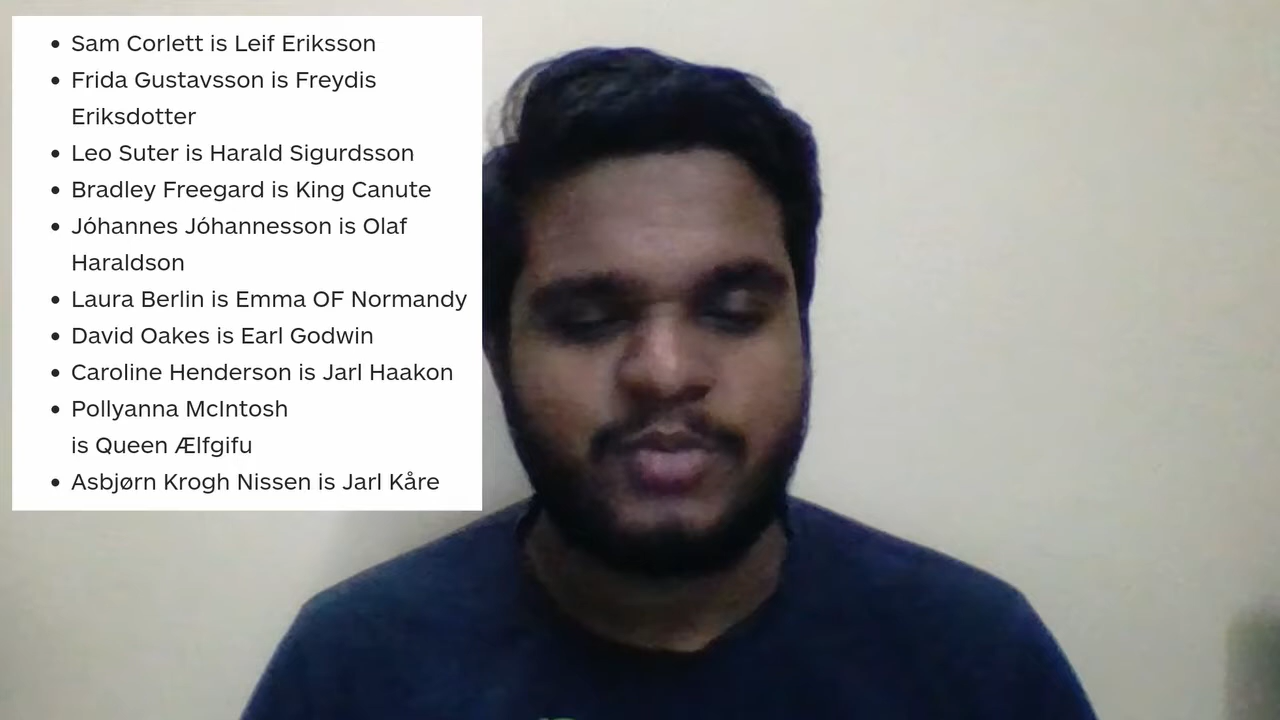 Sam Corlett is Leif Eriksson
Frida Gustavsson is Freydis
Eriksdotter
Leo Suter is Harald Sigurdsson
Bradley Freegard is King Canute
Jóhannes Jóhannesson is Olaf
Haraldson
Laura Berlin is Emma OF Normandy
David Oakes is Earl Godwin
Caroline Henderson is Jarl Haakon
Pollyanna McIntosh
is Queen Ælfgifu
Asbjørn Krogh Nissen is Jarl Kåre